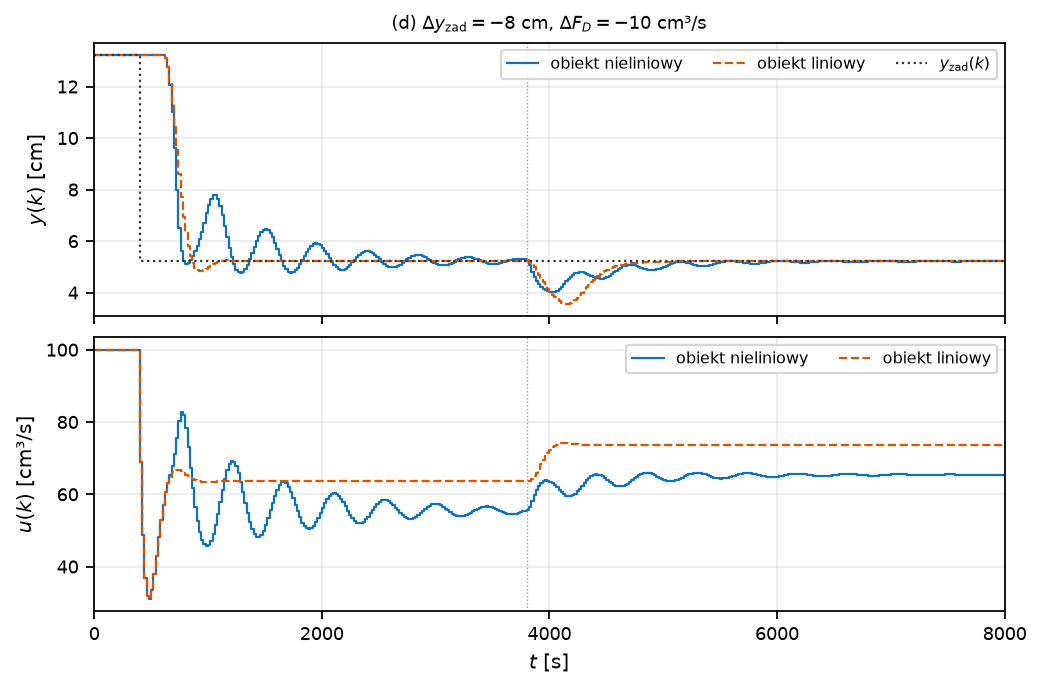 (d) Δy_zad = −8 cm, ΔF_D = −10 cm³/s
obiekt nieliniowy obiekt liniowy y_zad(k)
12
10
8
6
4
y(k) [cm]
obiekt nieliniowy obiekt liniowy
100
80
60
40
u(k) [cm³/s]
0 2000 4000 6000 8000
t [s]